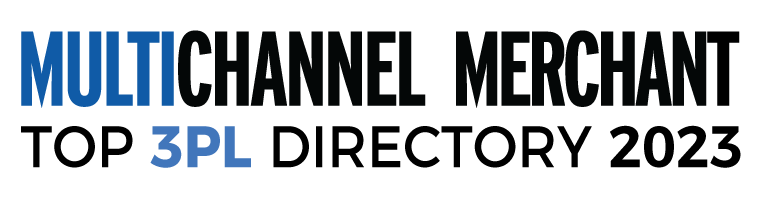 MULTICHANNEL MERCHANT
TOP 3PL DIRECTORY 2023